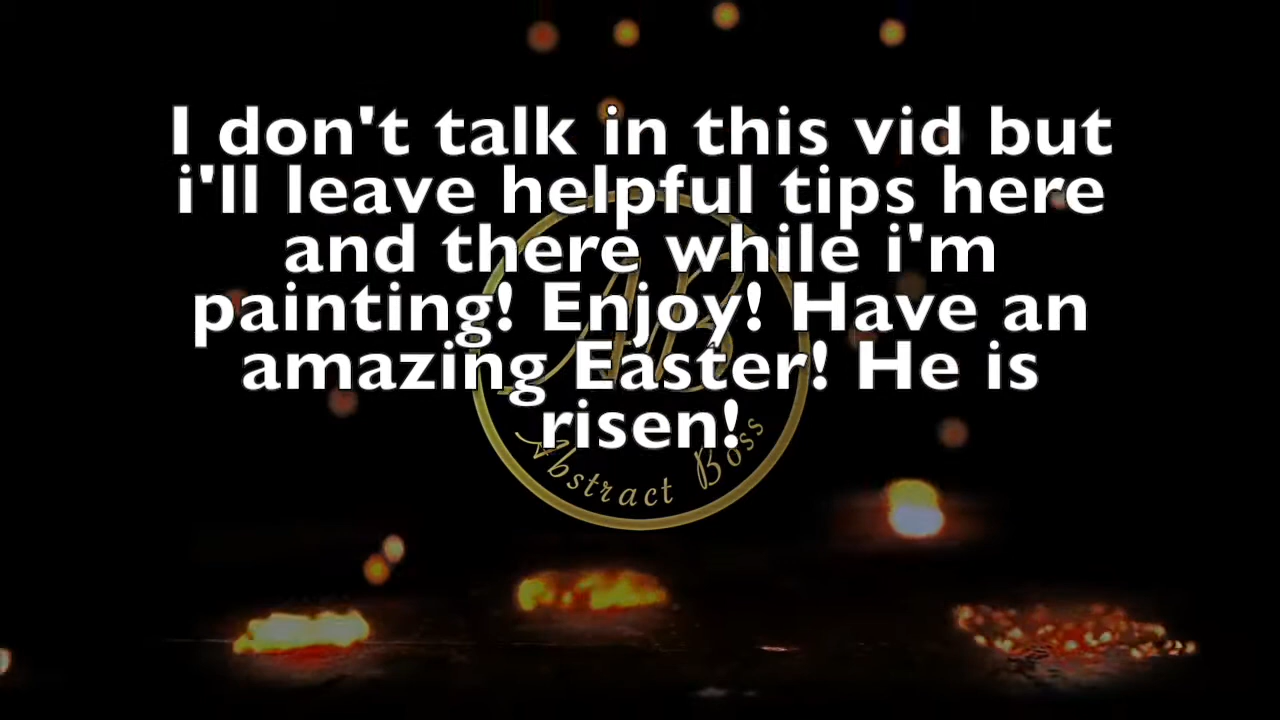 I don't talk in this vid but
i'll leave helpful tips here
and there while i'm
painting! Enjoy! Have an
amazing Easter! He is
risen!
AB
Abstract Boss